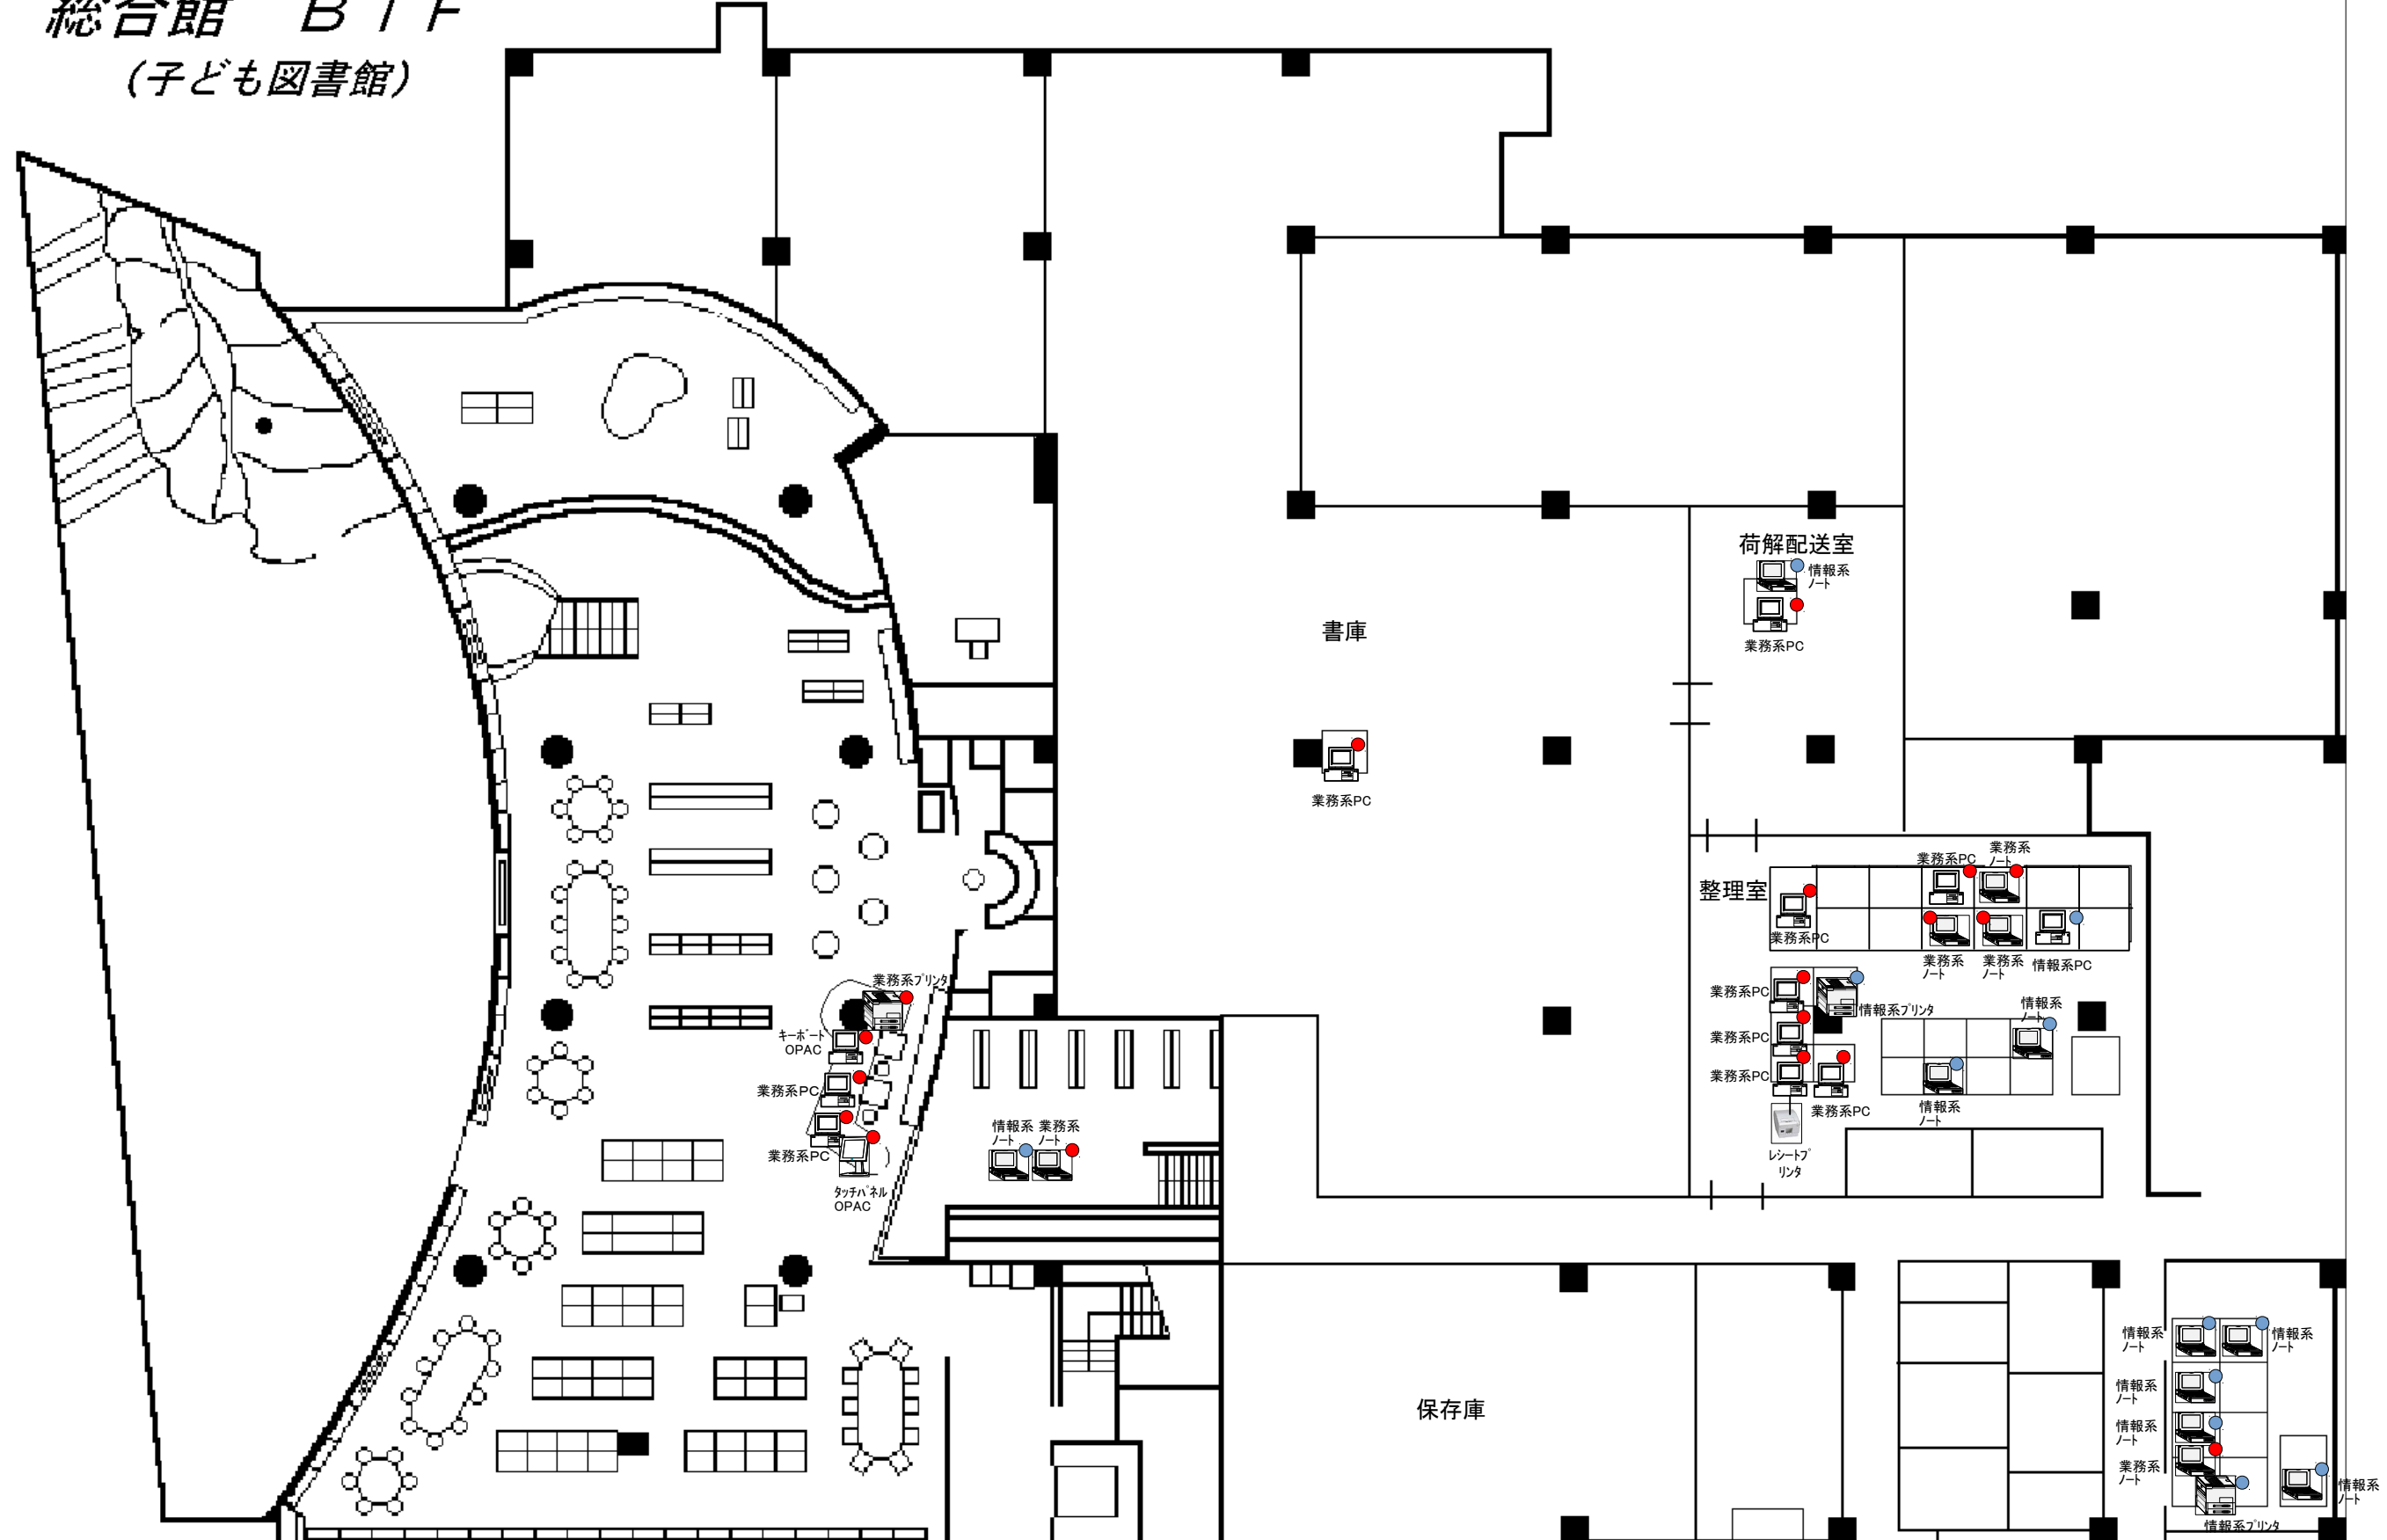 総合館　Ｂ１Ｆ
(子ども図書館)
荷解配送室
情報系
ノート
業務系PC
書庫
業務系PC
整理室
業務系PC
業務系
ノート
業務系PC
業務系
ノート
業務系
ノート
情報系PC
業務系プリンタ
キーボード
OPAC
業務系PC
業務系PC
タッチパネル
OPAC
情報系
ノート
業務系
ノート
業務系PC
情報系プリンタ
業務系PC
業務系PC
業務系PC
レシートプ
リンタ
情報系
ノート
情報系
ノート
保存庫
情報系
ノート
情報系
ノート
情報系
ノート
情報系
ノート
業務系
ノート
情報系
ノート
情報系プリンタ